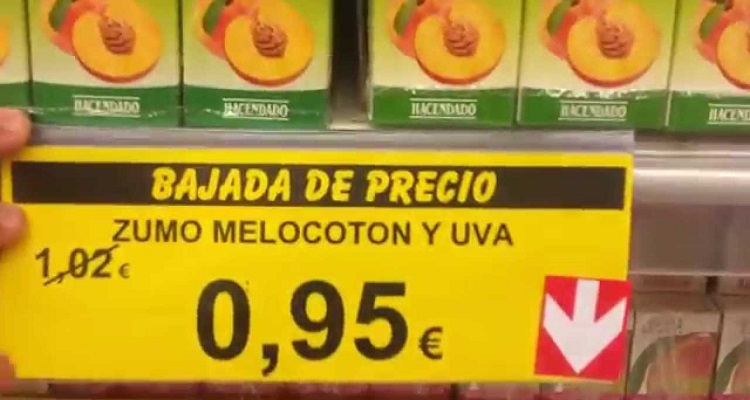 HACENDADO HACENDADO HACENDADO HACENDADO HACENDADO
BAJADA DE PRECIO
ZUMO MELOCOTON Y UVA
1,02 €
0,95 €